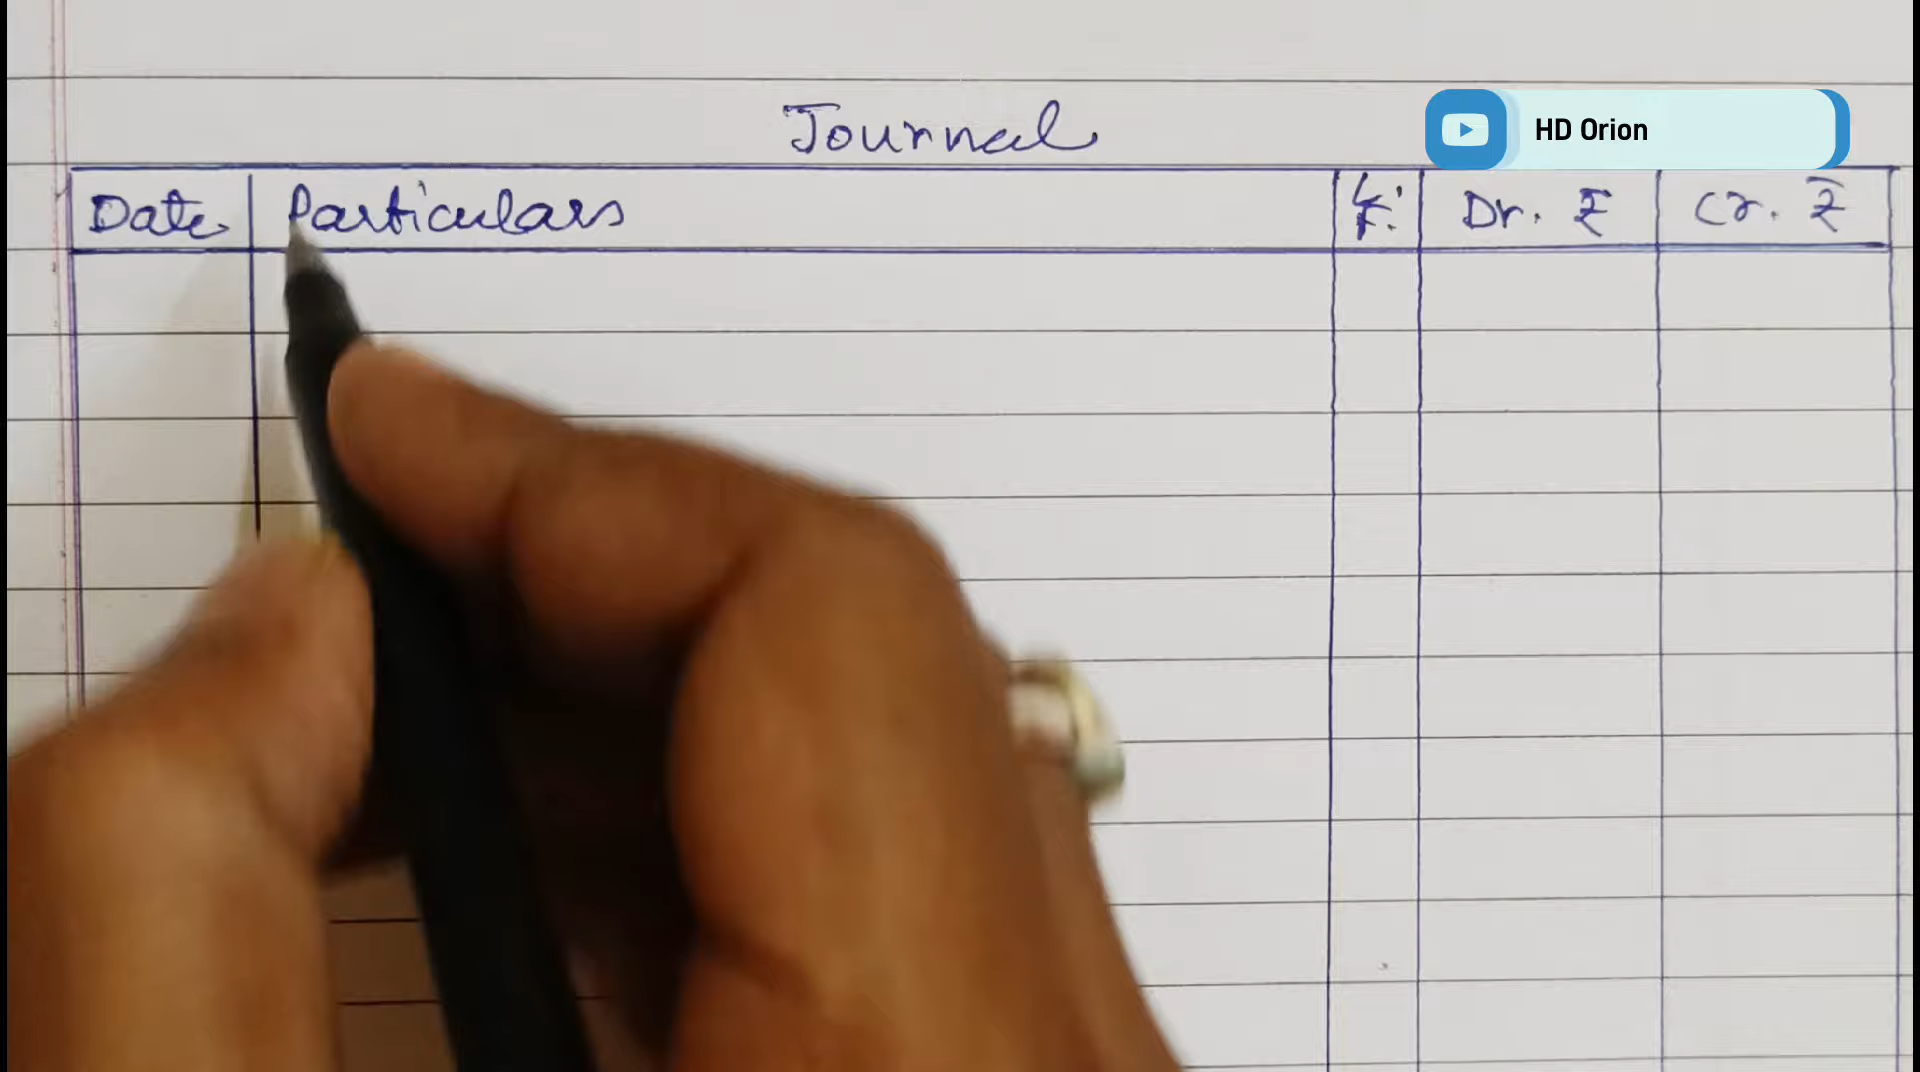 Journal
HD Orion
Date Particulars L.F. Dr. ₹ Cr. ₹